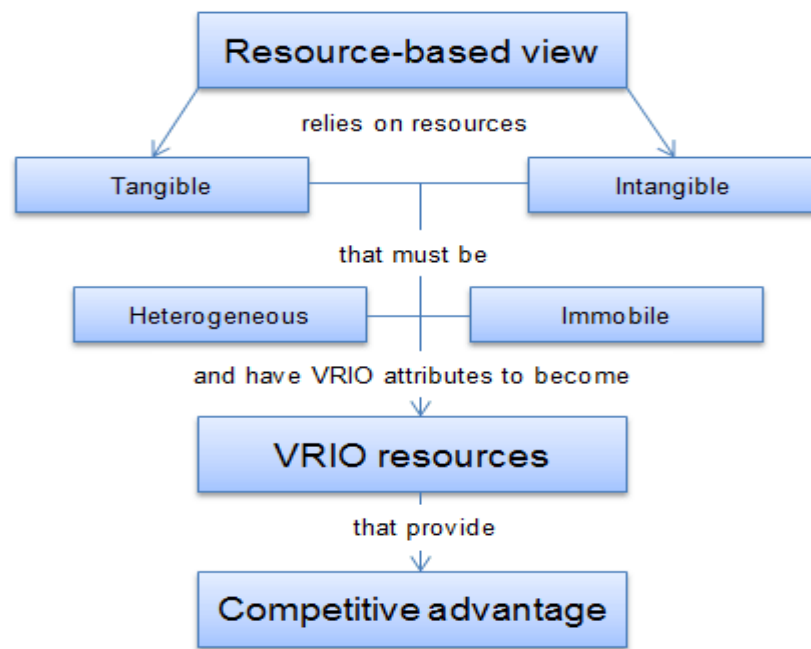 Resource-based view
relies on resources
Tangible
Intangible
that must be
Heterogeneous
Immobile
and have VRIO attributes to become
VRIO resources
that provide
Competitive advantage